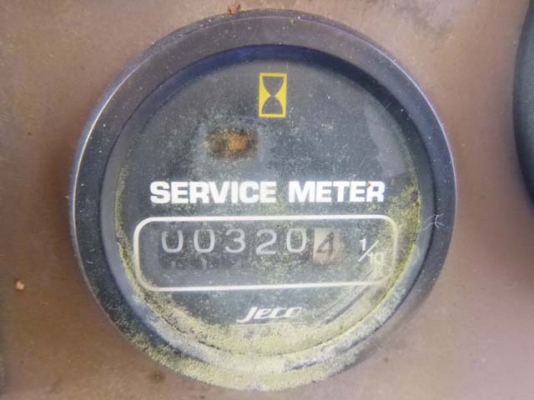 SERVICE METER
003204 1/10
Jeco